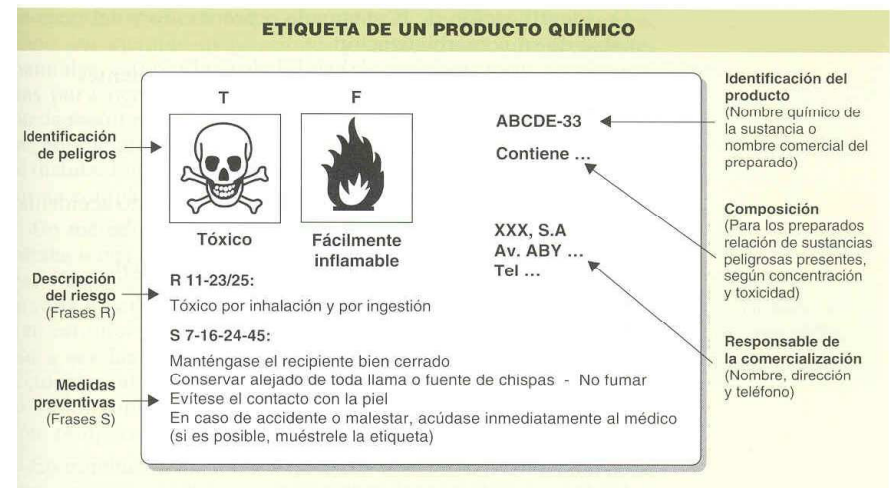 ETIQUETA DE UN PRODUCTO QUÍMICO
Identificación
de peligros
Descripción
del riesgo
(Frases R)
Medidas
preventivas
(Frases S)
T
F
Tóxico
Fácilmente
inflamable
ABCDE-33
Contiene ...
XXX, S.A
Av. ABY ...
Tel ...
R 11-23/25:
Tóxico por inhalación y por ingestión
S 7-16-24-45:
Manténgase el recipiente bien cerrado
Conservar alejado de toda llama o fuente de chispas - No fumar
Evítese el contacto con la piel
En caso de accidente o malestar, acúdase inmediatamente al médico
(si es posible, muéstrele la etiqueta)
Identificación del
producto
(Nombre químico de
la sustancia o
nombre comercial del
preparado)
Composición
(Para los preparados
relación de sustancias
peligrosas presentes,
según concentración
y toxicidad)
Responsable de
la comercialización
(Nombre, dirección
y teléfono)